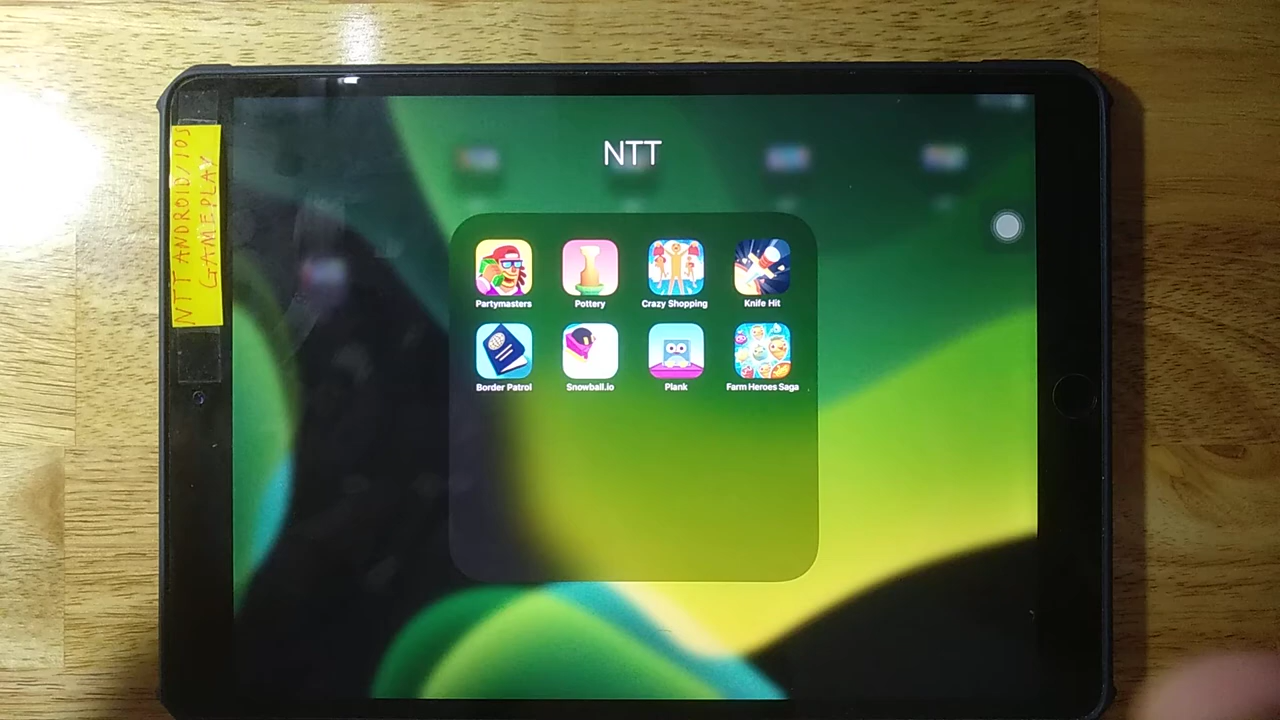 NTT ANDROID/IOS
GAMEPLAY
NTT
Partymasters
Pottery
Crazy Shopping
Knife Hit
Border Patrol
Snowball.io
Plank
Farm Heroes Saga